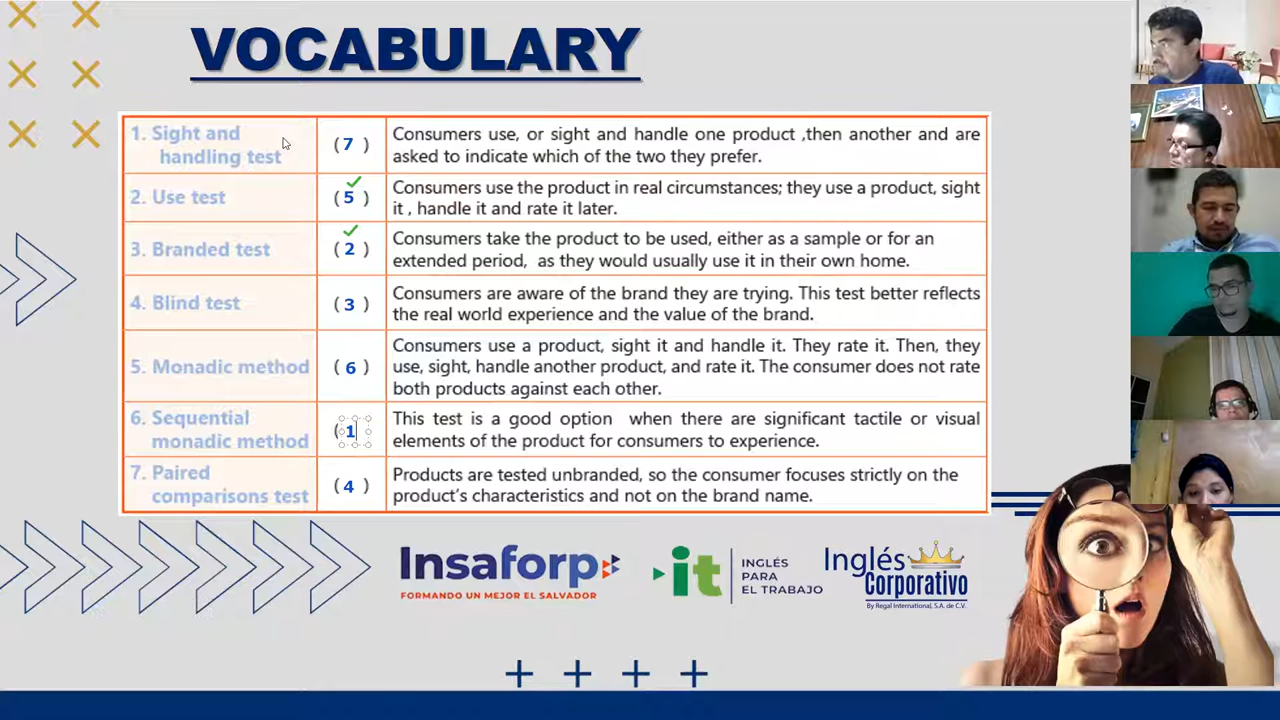 VOCABULARY
1. Sight and
handling test
(7)
Consumers use, or sight and handle one product ,then another and are
asked to indicate which of the two they prefer.
2. Use test
(5)
Consumers use the product in real circumstances; they use a product, sight
it , handle it and rate it later.
3. Branded test
(2)
Consumers take the product to be used, either as a sample or for an
extended period, as they would usually use it in their own home.
4. Blind test
(3)
Consumers are aware of the brand they are trying. This test better reflects
the real world experience and the value of the brand.
5. Monadic method
(6)
Consumers use a product, sight it and handle it. They rate it. Then, they
use, sight, handle another product, and rate it. The consumer does not rate
both products against each other.
6. Sequential
monadic method
(1
This test is a good option when there are significant tactile or visual
elements of the product for consumers to experience.
7. Paired
comparisons test
(4)
Products are tested unbranded, so the consumer focuses strictly on the
product's characteristics and not on the brand name.
Insaforp
FORMANDO UN MEJOR EL SALVADOR
it
INGLÉS
PARA
EL TRABAJO
Inglés
Corporativo
By Regal International, S.A. de C.V.